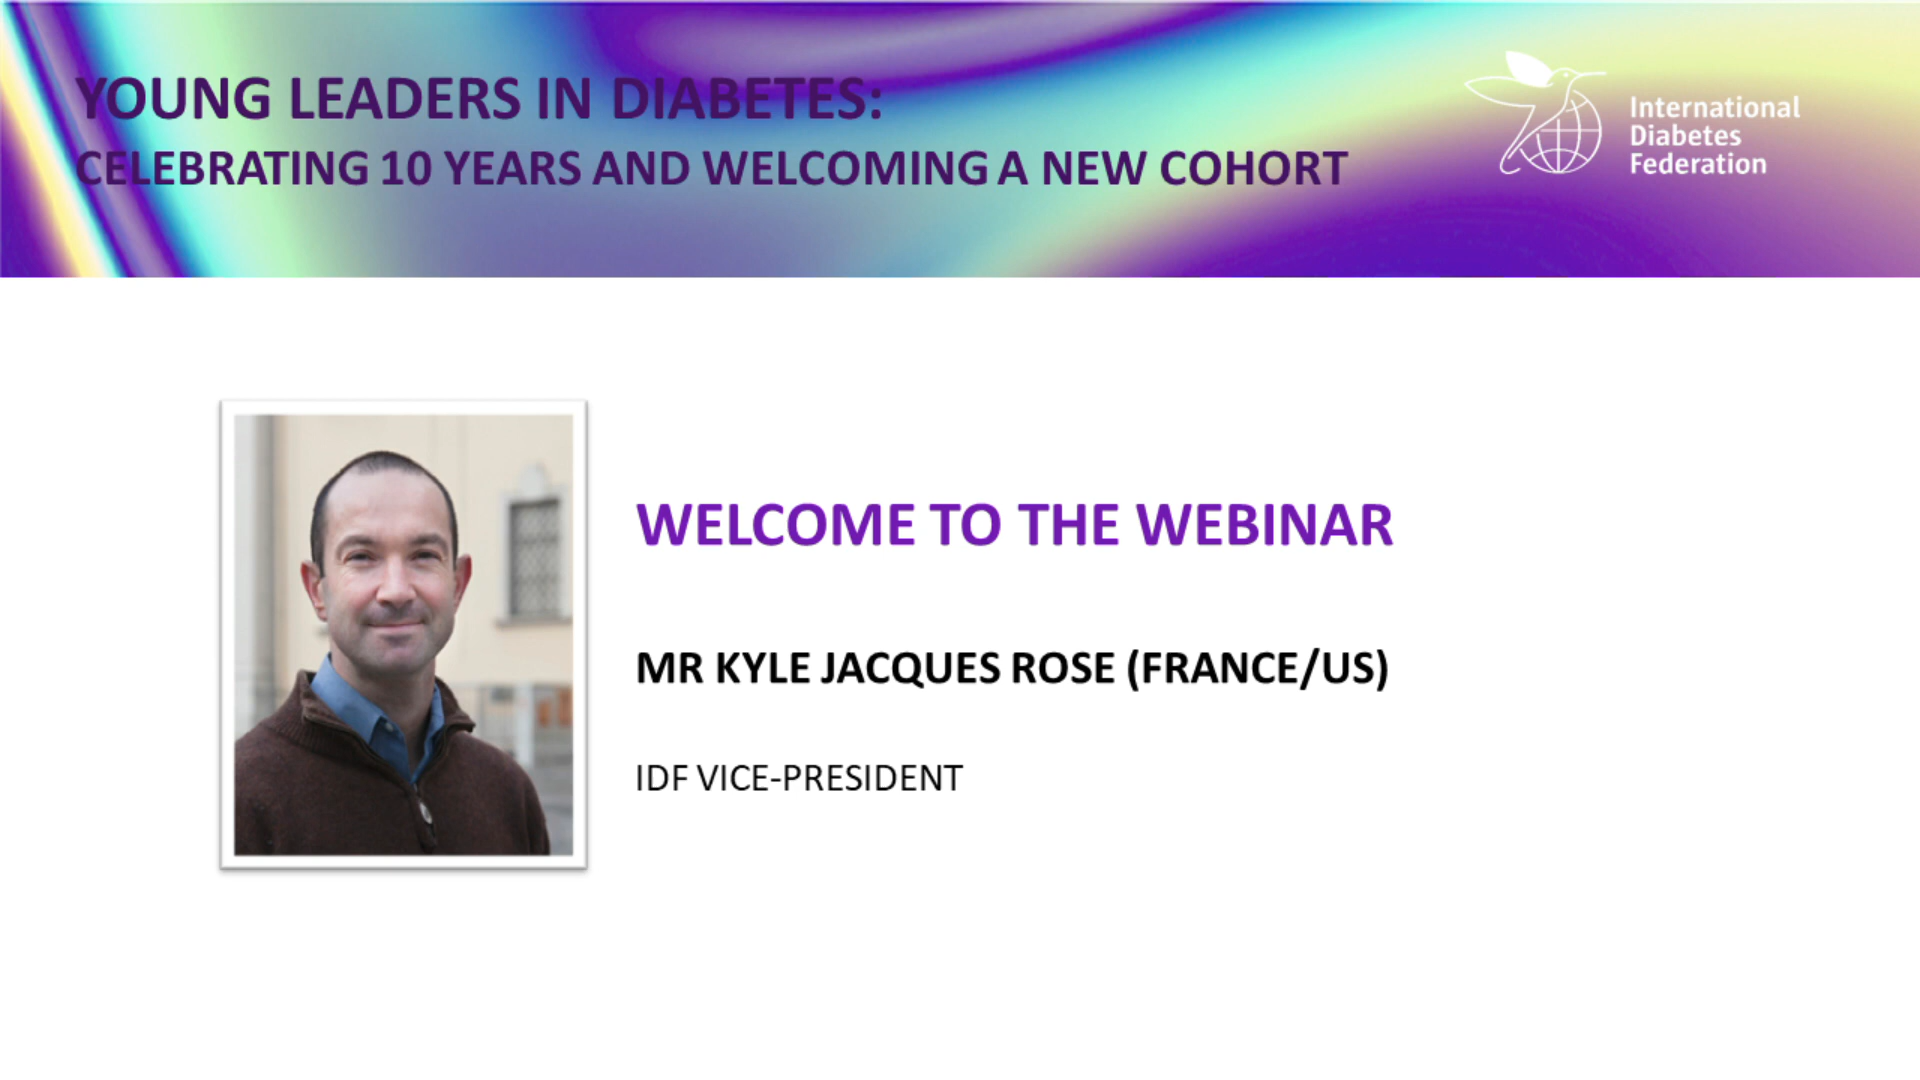 YOUNG LEADERS IN DIABETES:
CELEBRATING 10 YEARS AND WELCOMING A NEW COHORT
International
Diabetes
Federation
WELCOME TO THE WEBINAR
MR KYLE JACQUES ROSE (FRANCE/US)
IDF VICE-PRESIDENT